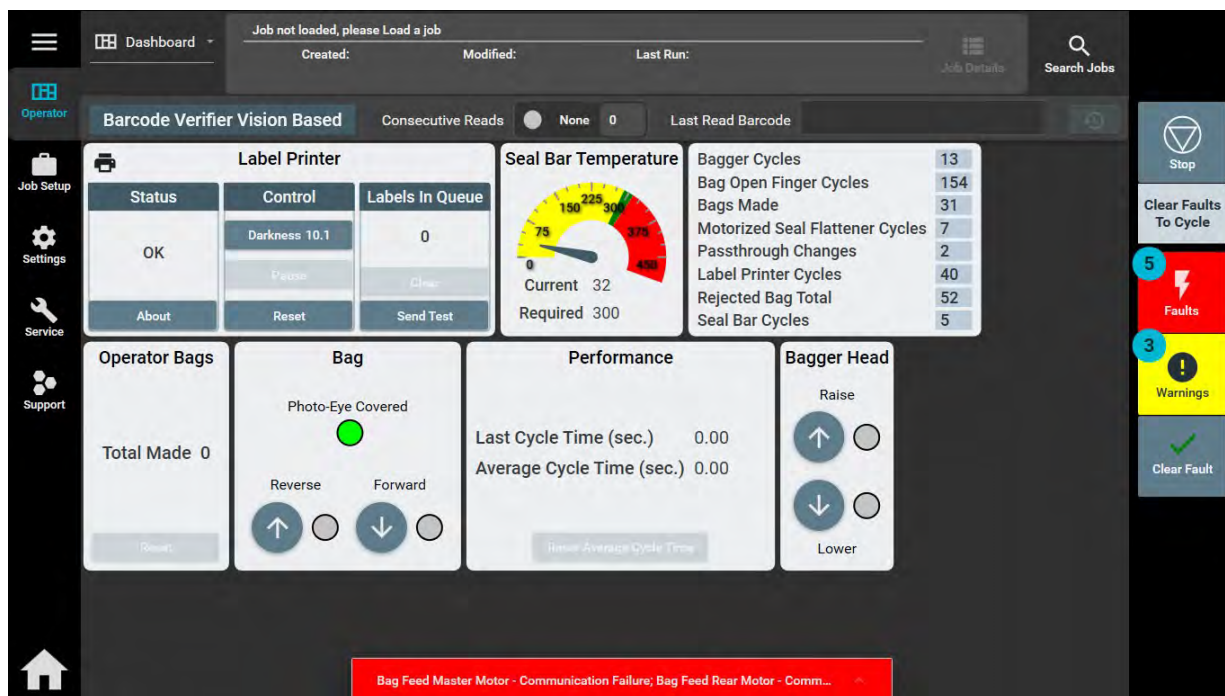 Dashboard
Job not loaded, please Load a job
Created: Modified: Last Run:
Job Details
Search Jobs
Operator
Job Setup
Settings
Service
Support
Barcode Verifier Vision Based
Consecutive Reads None 0
Last Read Barcode
Label Printer
Status Control Labels In Queue
OK
Darkness 10.1
0
Pause
Clear
About Reset Send Test
Seal Bar Temperature
0 75 150 225 300 375 450
Current 32
Required 300
Bagger Cycles 13
Bag Open Finger Cycles 154
Bags Made 31
Motorized Seal Flattener Cycles 7
Passthrough Changes 2
Label Printer Cycles 40
Rejected Bag Total 52
Seal Bar Cycles 5
Operator Bags
Total Made 0
Reset
Bag
Photo-Eye Covered
Reverse Forward
Performance
Last Cycle Time (sec.) 0.00
Average Cycle Time (sec.) 0.00
Reset Average Cycle Time
Bagger Head
Raise
Lower
Stop
Clear Faults
To Cycle
5
Faults
3
Warnings
Clear Fault
Bag Feed Master Motor - Communication Failure; Bag Feed Rear Motor - Comm...